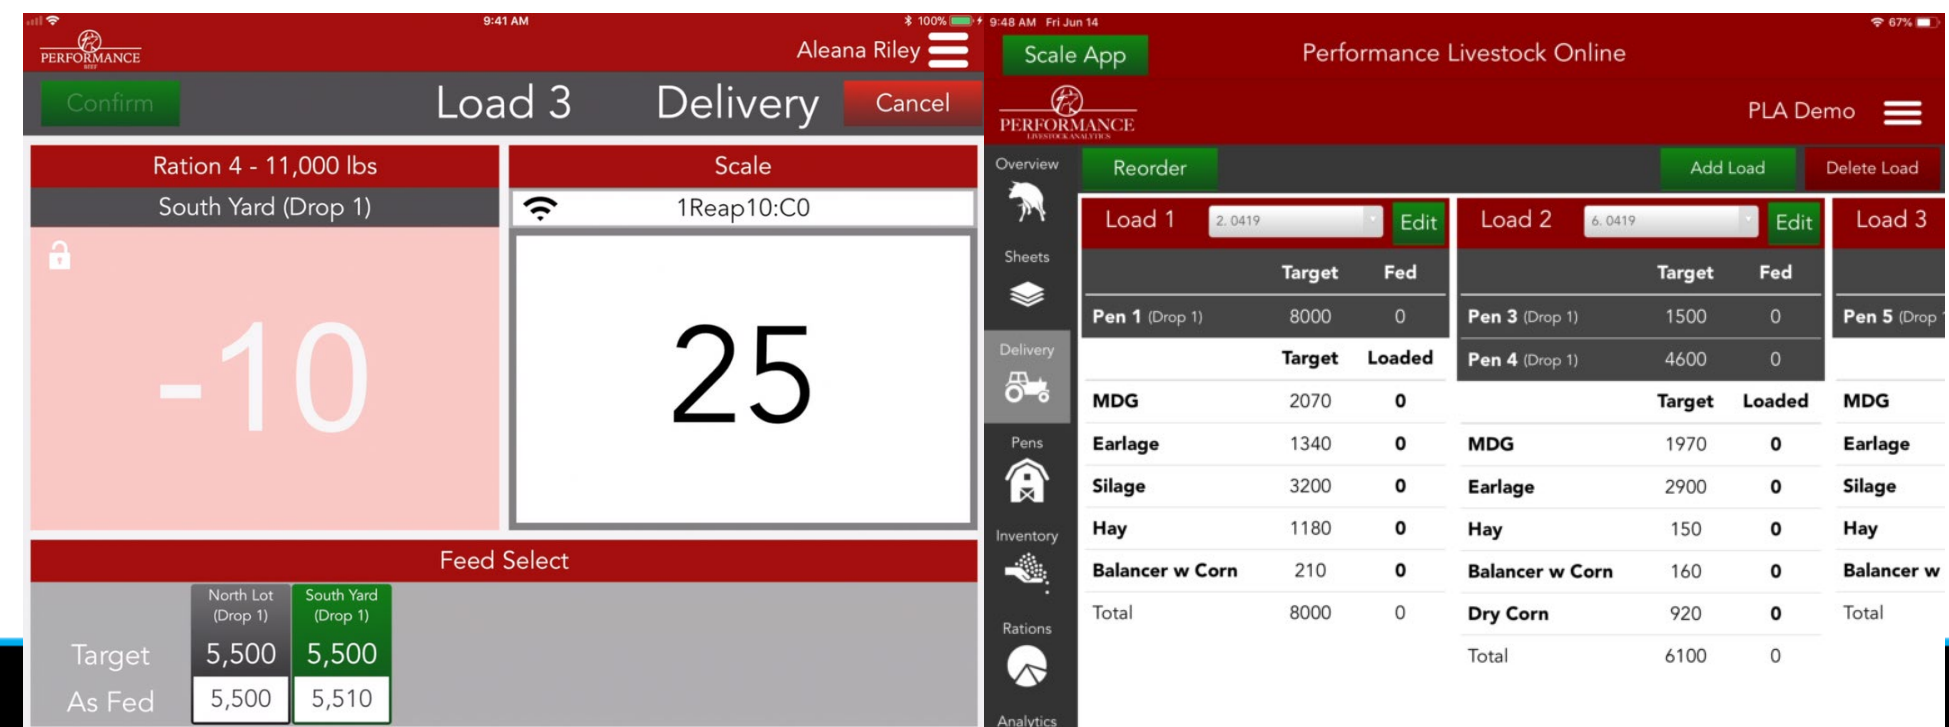 9:41 AM
100%
PERFORMANCE
BEEF
Aleana Riley
Confirm
Load 3 Delivery
Cancel
Ration 4 - 11,000 lbs
South Yard (Drop 1)
-10
Scale
1Reap10:C0
25
Feed Select
North Lot South Yard
(Drop 1) (Drop 1)
Target 5,500 5,500
As Fed 5,500 5,510
9:48 AM Fri Jun 14
67%
Scale App
Performance Livestock Online
PERFORMANCE
LIVESTOCK ANALYTICS
PLA Demo
Overview
Sheets
Delivery
Pens
Inventory
Rations
Analytics
Reorder
Add Load
Delete Load
Load 1 2. 0419 Edit
Target Fed
Pen 1 (Drop 1) 8000 0
Target Loaded
MDG 2070 0
Earlage 1340 0
Silage 3200 0
Hay 1180 0
Balancer w Corn 210 0
Total 8000 0
Load 2 6. 0419 Edit
Target Fed
Pen 3 (Drop 1) 1500 0
Pen 4 (Drop 1) 4600 0
Target Loaded
MDG 1970 0
Earlage 2900 0
Hay 150 0
Balancer w Corn 160 0
Dry Corn 920 0
Total 6100 0
Load 3
Pen 5 (Drop
MDG
Earlage
Silage
Hay
Balancer w
Total